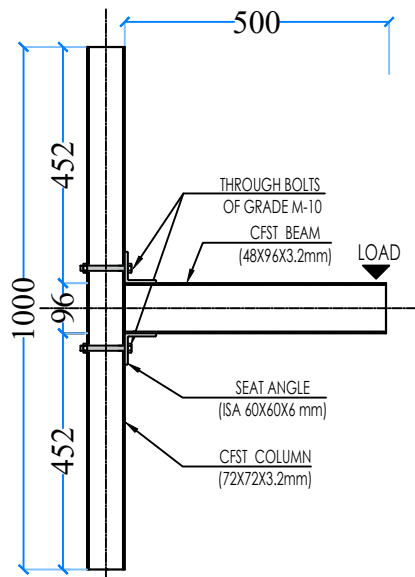 500
452
THROUGH BOLTS
OF GRADE M-10
CFST BEAM
(48X96X3.2mm)
LOAD
1000
96
SEAT ANGLE
(ISA 60X60X6 mm)
452
CFST COLUMN
(72X72X3.2mm)